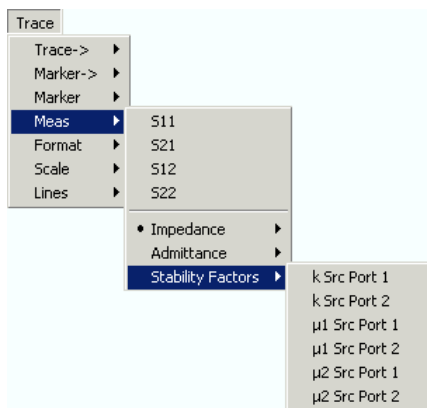 Trace
Trace->
Marker->
Marker
Meas
Format
Scale
Lines
S11
S21
S12
S22
• Impedance
Admittance
Stability Factors
k Src Port 1
k Src Port 2
µ1 Src Port 1
µ1 Src Port 2
µ2 Src Port 1
µ2 Src Port 2